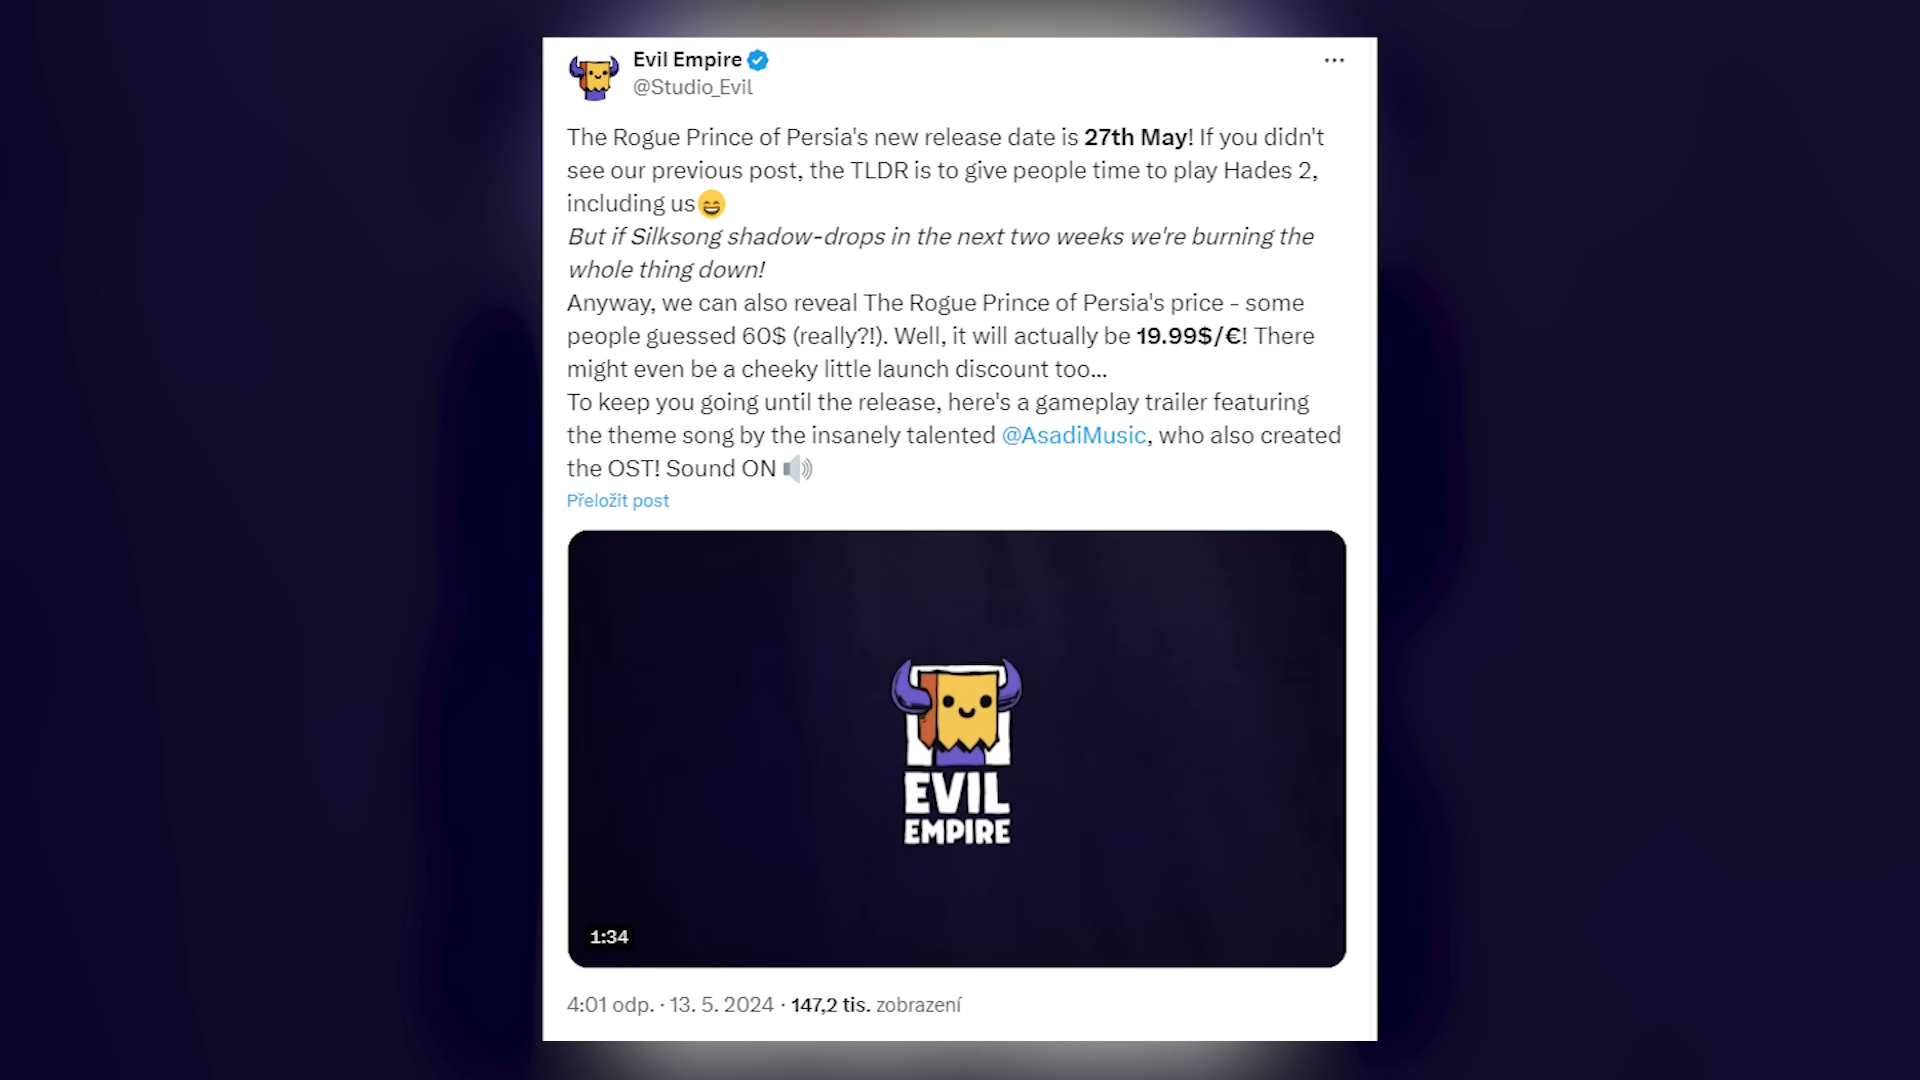 Evil Empire
@Studio_Evil
The Rogue Prince of Persia's new release date is 27th May! If you didn't
see our previous post, the TLDR is to give people time to play Hades 2,
including us😄
But if Silksong shadow-drops in the next two weeks we're burning the
whole thing down!
Anyway, we can also reveal The Rogue Prince of Persia's price - some
people guessed 60$ (really?!). Well, it will actually be 19.99$/€! There
might even be a cheeky little launch discount too...
To keep you going until the release, here's a gameplay trailer featuring
the theme song by the insanely talented @AsadiMusic, who also created
the OST! Sound ON 🔊
Přeložit post
EVIL
EMPIRE
1:34
4:01 odp. · 13. 5. 2024 · 147,2 tis. zobrazení